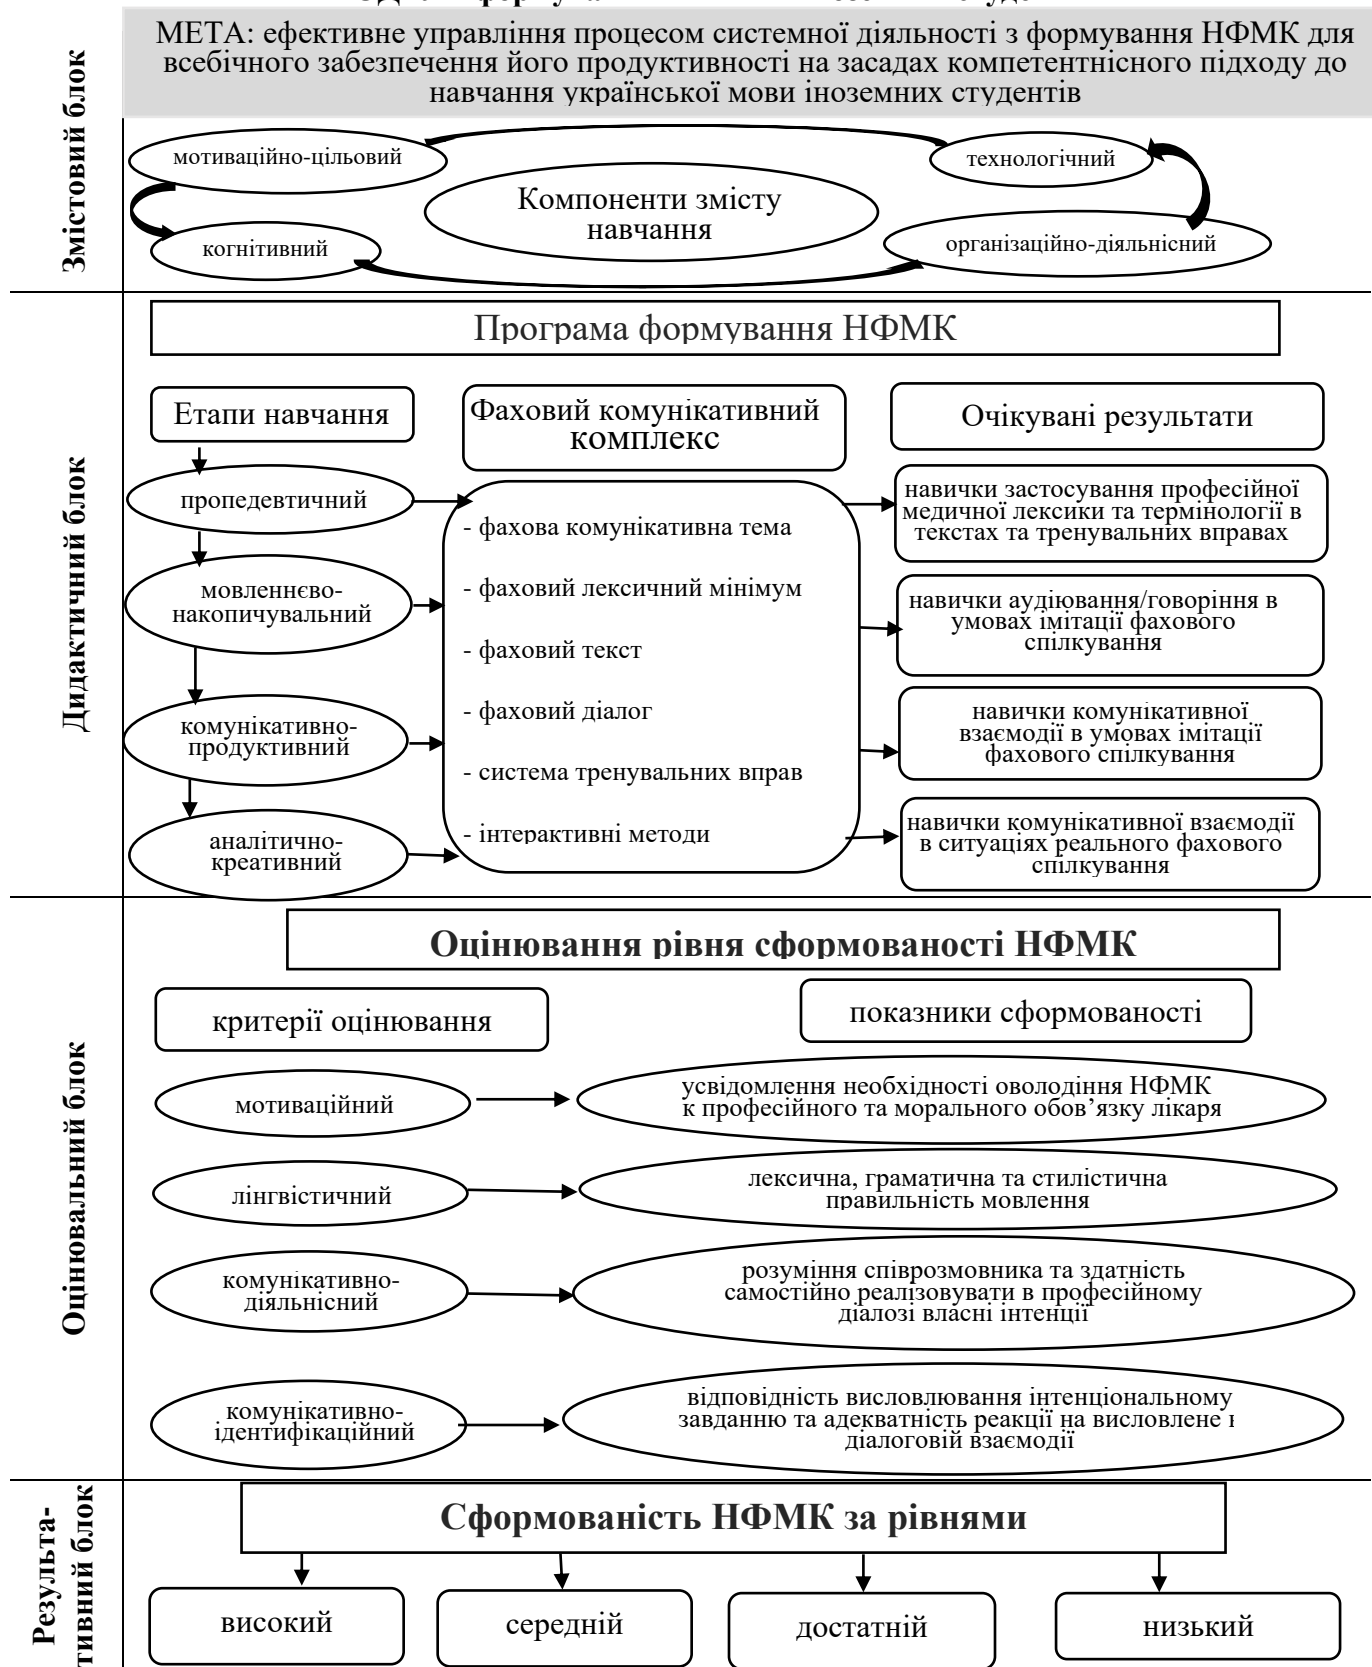 МЕТА: ефективне управління процесом системної діяльності з формування НФМК для
всебічного забезпечення його продуктивності на засадах компетентнісного підходу до
навчання української мови іноземних студентів
Змістовий блок
мотиваційно-цільовий
технологічний
Компоненти змісту
навчання
когнітивний
організаційно-діяльнісний
Дидактичний блок
Програма формування НФМК
Етапи навчання
Фаховий комунікативний
комплекс
Очікувані результати
пропедевтичний
мовленнєво-
накопичувальний
комунікативно-
продуктивний
аналітично-
креативний
- фахова комунікативна тема
- фаховий лексичний мінімум
- фаховий текст
- фаховий діалог
- система тренувальних вправ
- інтерактивні методи
навички застосування професійної
медичної лексики та термінології в
текстах та тренувальних вправах
навички аудіювання/говоріння в
умовах імітації фахового
спілкування
навички комунікативної
взаємодії в умовах імітації
фахового спілкування
навички комунікативної взаємодії
в ситуаціях реального фахового
спілкування
Оцінювальний блок
Оцінювання рівня сформованості НФМК
критерії оцінювання
показники сформованості
мотиваційний
усвідомлення необхідності оволодіння НФМК
к професійного та морального обов’язку лікаря
лінгвістичний
лексична, граматична та стилістична
правильність мовлення
комунікативно-
діяльнісний
розуміння співрозмовника та здатність
самостійно реалізовувати в професійному
діалозі власні інтенції
комунікативно-
ідентифікаційний
відповідність висловлювання інтенціональному
завданню та адекватність реакції на висловлене
діалоговій взаємодії
Результа-
тивний блок
Сформованість НФМК за рівнями
високий
середній
достатній
низький